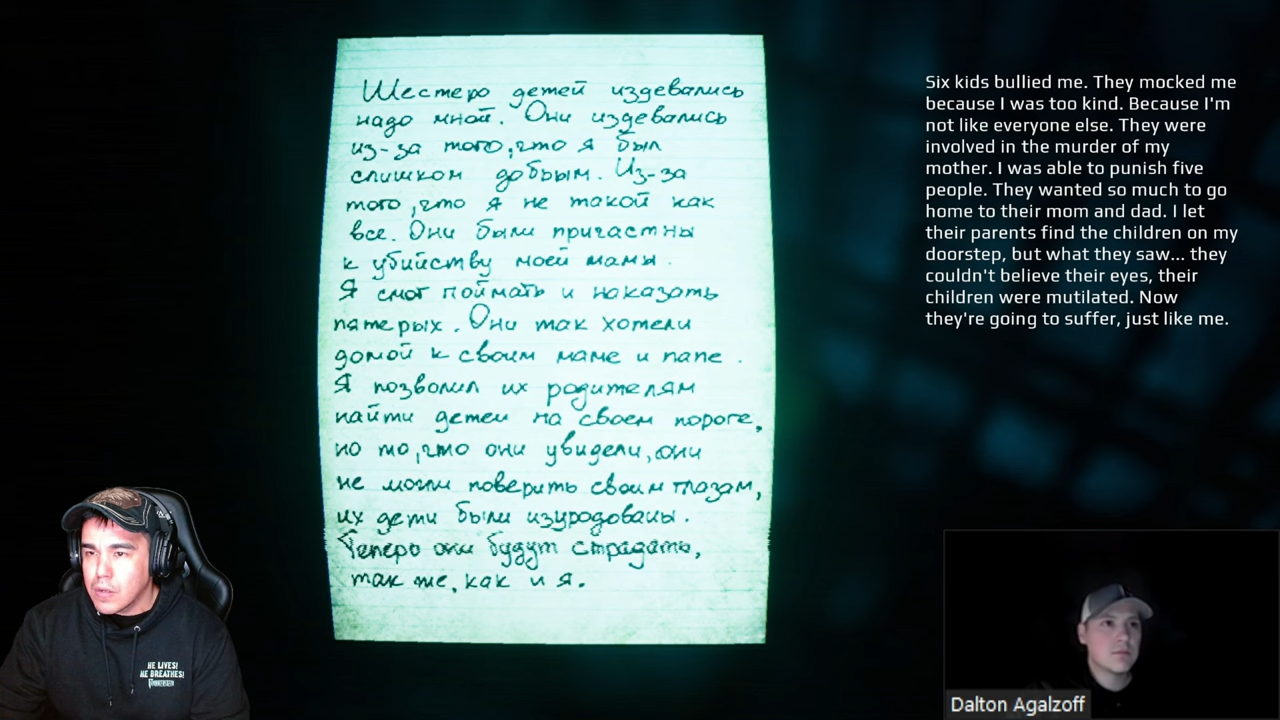 Шестеро детей издевались
надо мной. Они издевались
из-за того, что я был
слишком добрым. Из-за
того, что я не такой как
все. Они были причастны
к убийству моей мамы.
Я смог поймать и наказать
пятерых. Они так хотели
домой к своим маме и папе.
Я позволил их родителям
найти детей на своем пороге,
но то, что они увидели, они
не могли поверить своим глазам,
их дети были изуродованы.
Теперь они будут страдать,
так же, как и я.
Six kids bullied me. They mocked me
because I was too kind. Because I'm
not like everyone else. They were
involved in the murder of my
mother. I was able to punish five
people. They wanted so much to go
home to their mom and dad. I let
their parents find the children on my
doorstep, but what they saw... they
couldn't believe their eyes, their
children were mutilated. Now
they're going to suffer, just like me.
HE LIVES!
HE BREATHES!
Dalton Agalzoff